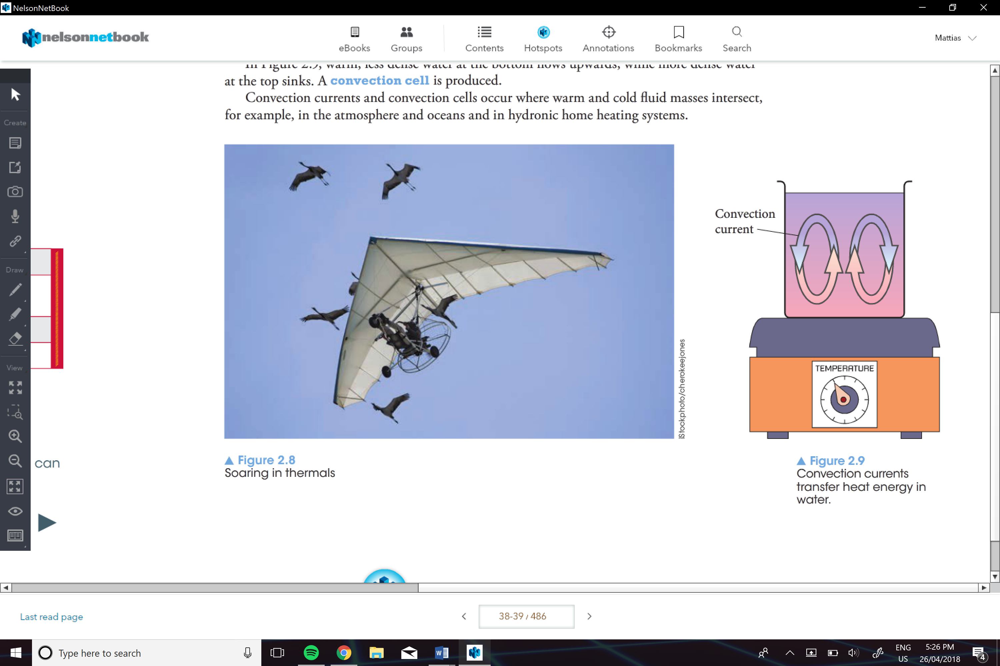 NelsonNetBook
nelsonnetbook
eBooks
Groups
Contents
Hotspots
Annotations
Bookmarks
Search
Mattias
In Figure 2.9, warm, less dense water at the bottom flows upwards, while more dense water
at the top sinks. A convection cell is produced.
Convection currents and convection cells occur where warm and cold fluid masses intersect,
for example, in the atmosphere and oceans and in hydronic home heating systems.
Create
Draw
View
can
Convection
current
TEMPERATURE
iStockphoto/cherokeejones
▲ Figure 2.8
Soaring in thermals
▲ Figure 2.9
Convection currents
transfer heat energy in
water.
Last read page
38-39 / 486
Type here to search
ENG
US
5:26 PM
26/04/2018
4